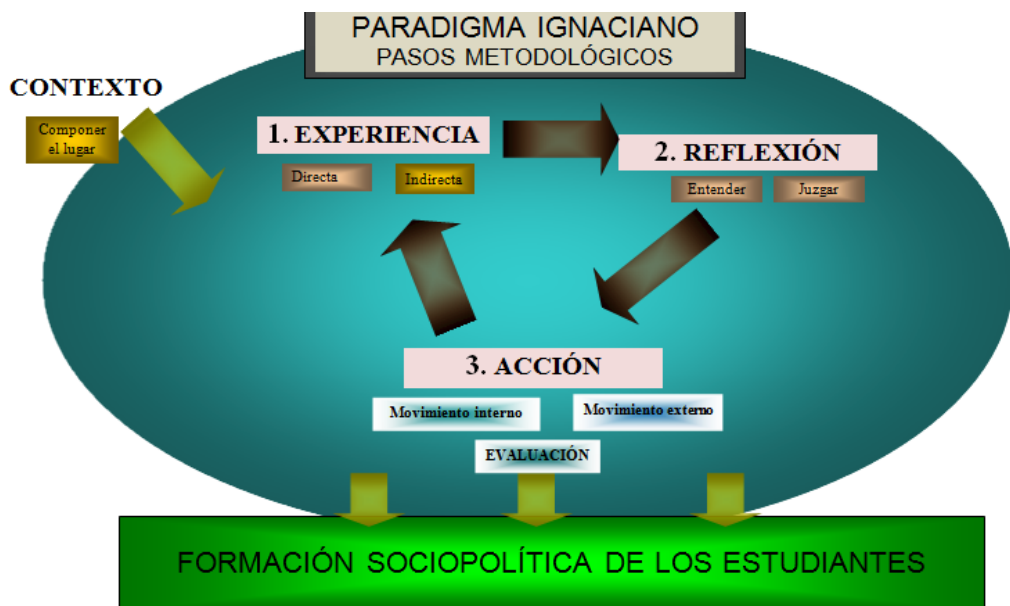 PARADIGMA IGNACIANO
PASOS METODOLÓGICOS
CONTEXTO
Componer
el lugar
1. EXPERIENCIA
Directa
Indirecta
2. REFLEXIÓN
Entender
Juzgar
3. ACCIÓN
Movimiento interno
Movimiento externo
EVALUACIÓN
FORMACIÓN SOCIOPOLÍTICA DE LOS ESTUDIANTES